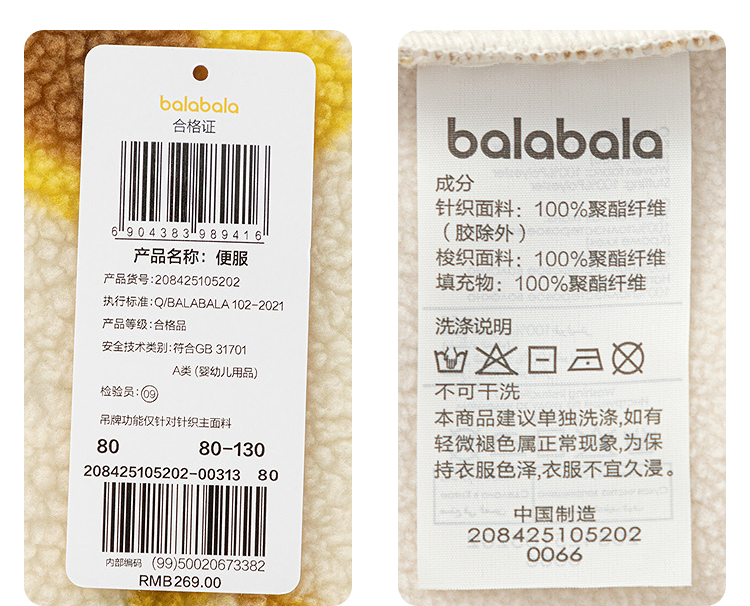 balabala
合格证
6 904383 989416
产品名称：便服
产品货号：208425105202
执行标准：Q/BALABALA 102-2021
产品等级：合格品
安全技术类别：符合GB 31701
A类 (婴幼儿用品)
检验员：09
吊牌功能仅针对针织主面料
80 80-130
208425105202-00313 80
内部编码 (99)50020673382
RMB269.00
balabala
成分
针织面料：100%聚酯纤维
（胶除外）
梭织面料：100%聚酯纤维
填充物：100%聚酯纤维
洗涤说明
不可干洗
本商品建议单独洗涤,如有
轻微褪色属正常现象,为保
持衣服色泽,衣服不宜久浸。
中国制造
208425105202
0066